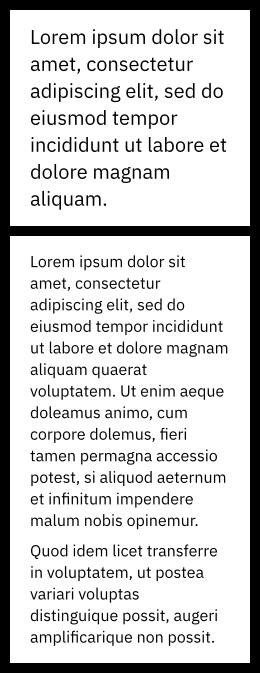 Lorem ipsum dolor sit
amet, consectetur
adipiscing elit, sed do
eiusmod tempor
incididunt ut labore et
dolore magnam
aliquam.
Lorem ipsum dolor sit
amet, consectetur
adipiscing elit, sed do
eiusmod tempor incididunt
ut labore et dolore magnam
aliquam quaerat
voluptatem. Ut enim aeque
doleamus animo, cum
corpore dolemus, fieri
tamen permagna accessio
potest, si aliquod aeternum
et infinitum impendere
malum nobis opinemur.
Quod idem licet transferre
in voluptatem, ut postea
variari voluptas
distinguique possit, augeri
amplificarique non possit.